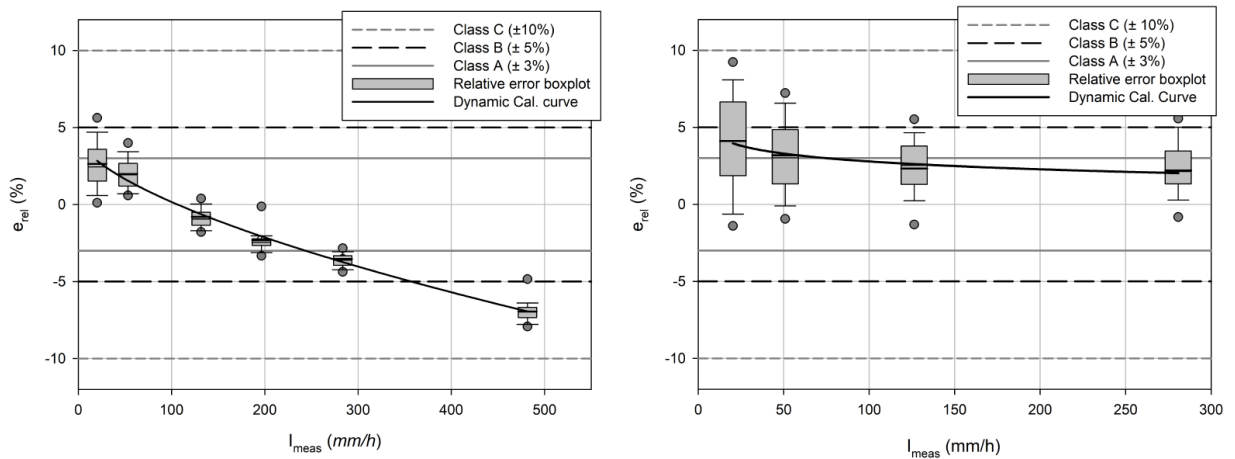 Class C (±10%)
Class B (± 5%)
Class A (± 3%)
Relative error boxplot
Dynamic Cal. curve
10
5
0
-5
-10
e_rel (%)
0 100 200 300 400 500
I_meas (mm/h)
Class C (± 10%)
Class B (± 5%)
Class A (± 3%)
Relative error boxplot
Dynamic Cal. Curve
10
5
0
-5
-10
e_rel (%)
0 50 100 150 200 250 300
I_meas (mm/h)